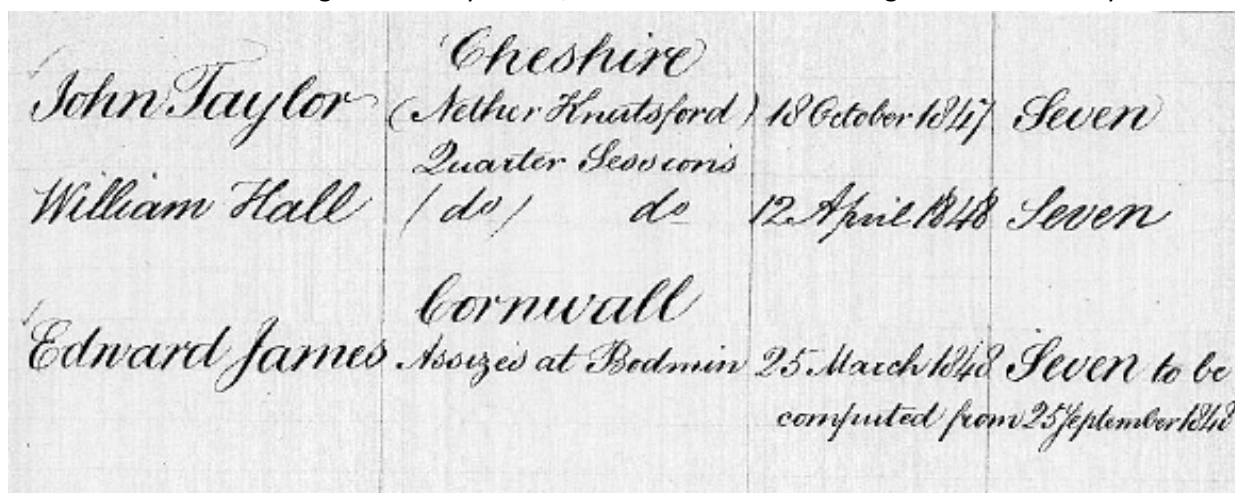 Cheshire
John Taylor (Nether Knutsford) 18 October 1847 Seven
Quarter Sessions
William Hall (do) do 12 April 1848 Seven
Cornwall
Edward James Assizes at Bodmin 25 March 1848 Seven to be
computed from 25 September 1848